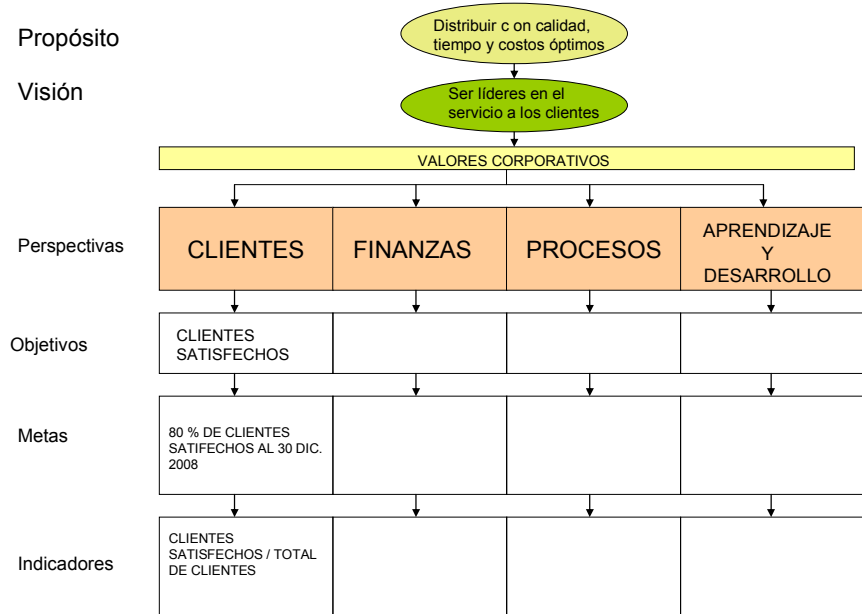 Propósito
Distribuir c on calidad,
tiempo y costos óptimos
Visión
Ser líderes en el
servicio a los clientes
VALORES CORPORATIVOS
Perspectivas
CLIENTES
FINANZAS
PROCESOS
APRENDIZAJE
Y
DESARROLLO
Objetivos
CLIENTES
SATISFECHOS
Metas
80 % DE CLIENTES
SATIFECHOS AL 30 DIC.
2008
Indicadores
CLIENTES
SATISFECHOS / TOTAL
DE CLIENTES